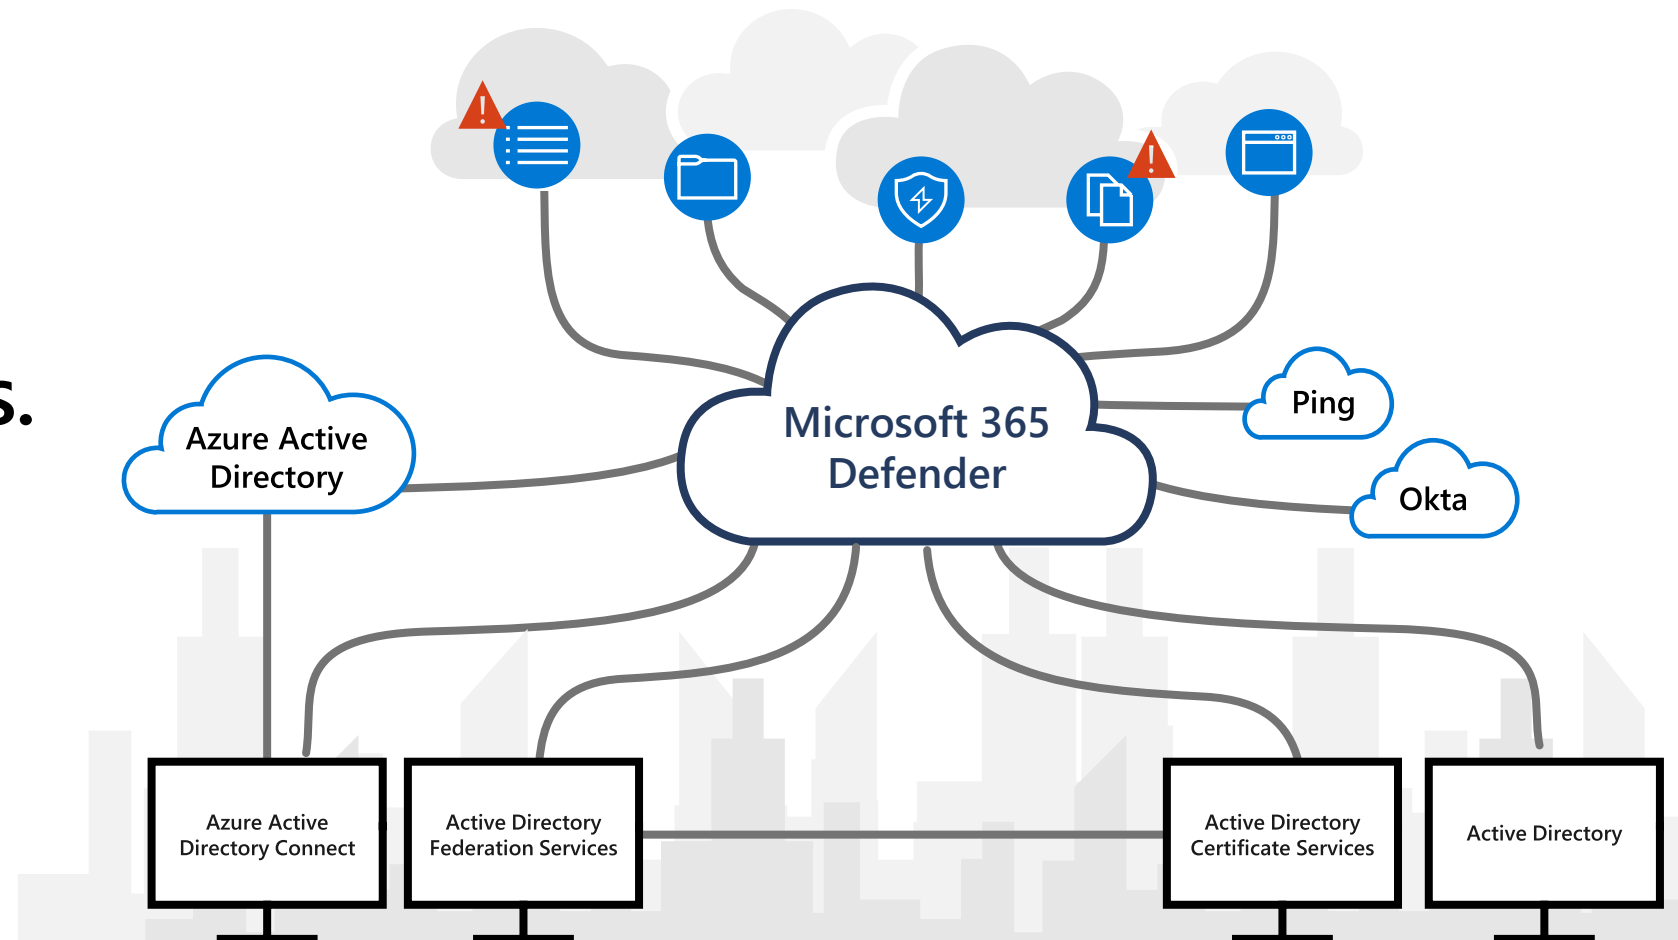 s.
Microsoft 365
Defender
Azure Active
Directory
Ping
Okta
Azure Active
Directory Connect
Active Directory
Federation Services
Active Directory
Certificate Services
Active Directory